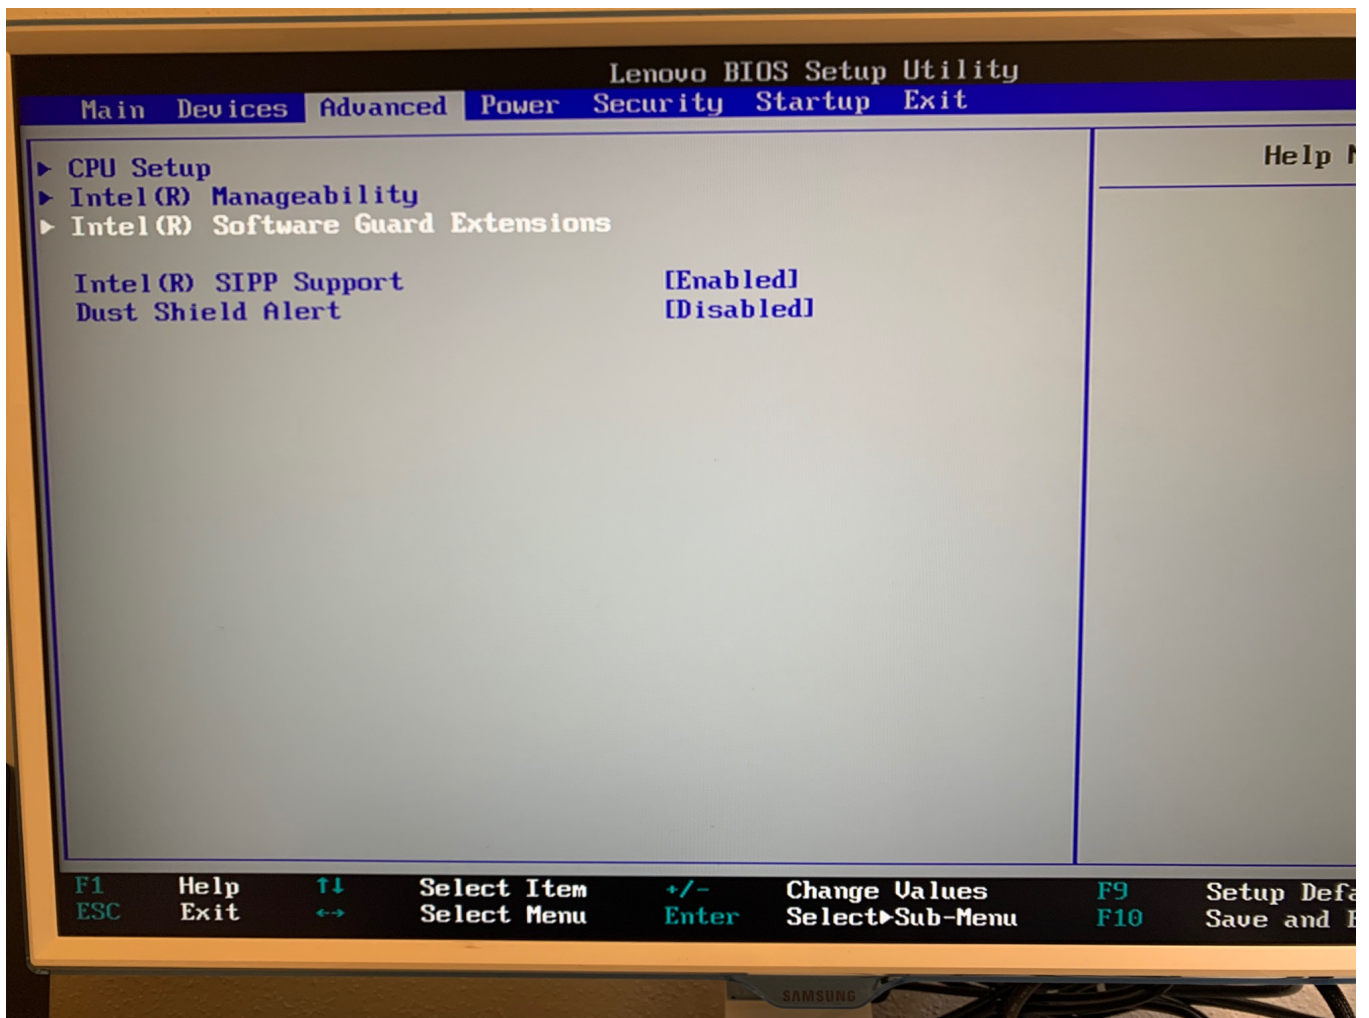 Lenovo BIOS Setup Utility
Main Devices Advanced Power Security Startup Exit
CPU Setup
Intel(R) Manageability
Intel(R) Software Guard Extensions
Intel(R) SIPP Support [Enabled]
Dust Shield Alert [Disabled]
Help
F1 Help ↑↓ Select Item +/- Change Values F9 Setup
ESC Exit ←→ Select Menu Enter Select▶Sub-Menu F10 Save and
SAMSUNG